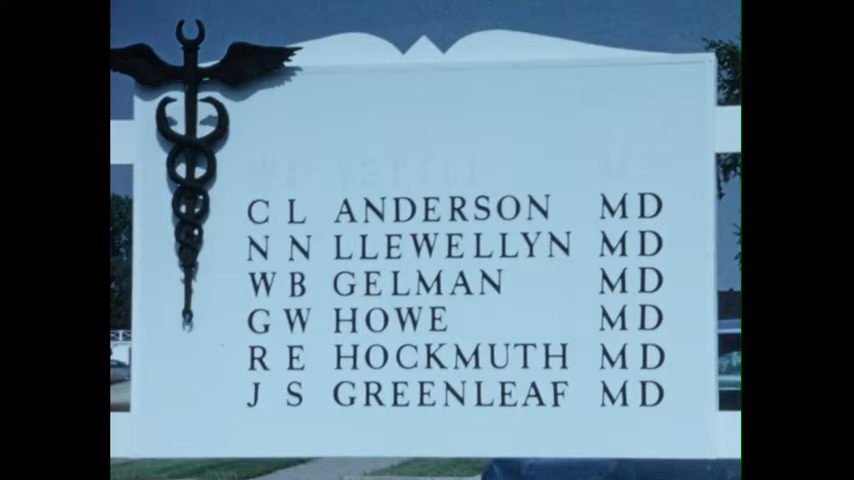 C L ANDERSON MD
N N LLEWELLYN MD
W B GELMAN MD
G W HOWE MD
R E HOCKMUTH MD
J S GREENLEAF MD